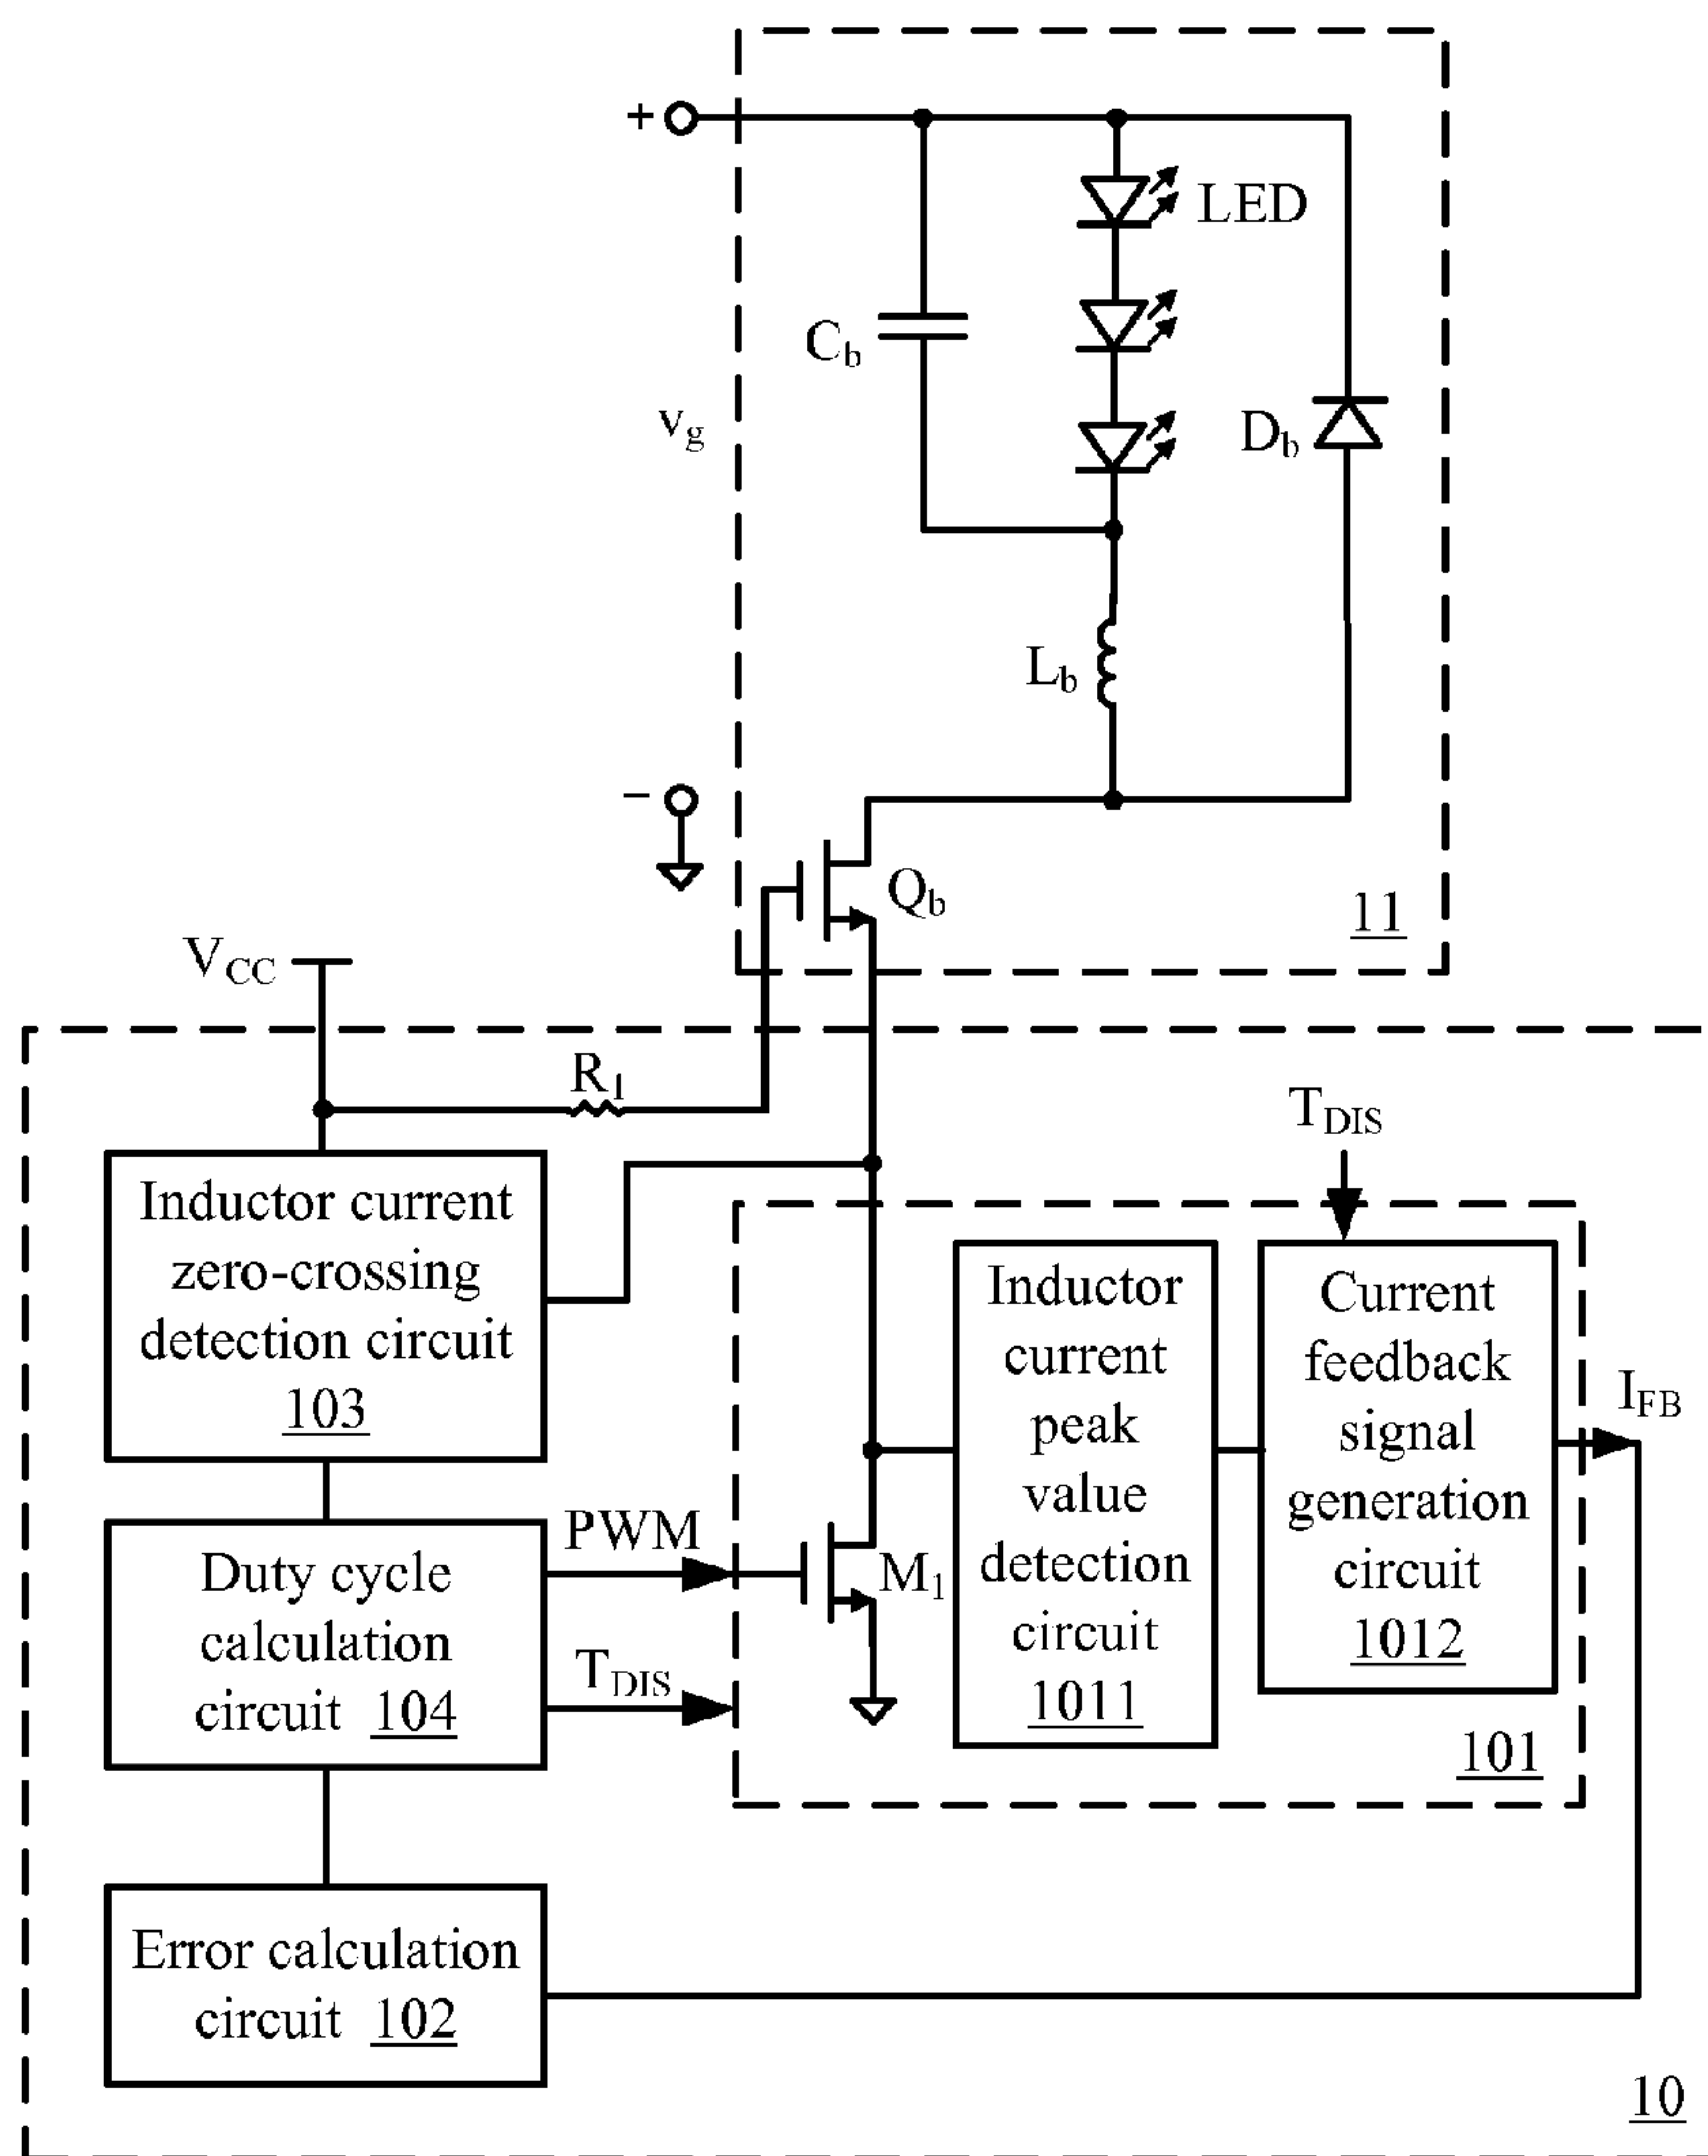 +
LED
C_b
v_g
D_b
L_b
−
Q_b
11
V_CC
R_1
T_DIS
Inductor current
zero-crossing
detection circuit
103
Inductor
current
peak
value
detection
circuit
1011
Current
feedback
signal
generation
circuit
1012
I_FB
PWM
M_1
Duty cycle
calculation
circuit 104
T_DIS
101
Error calculation
circuit 102
10